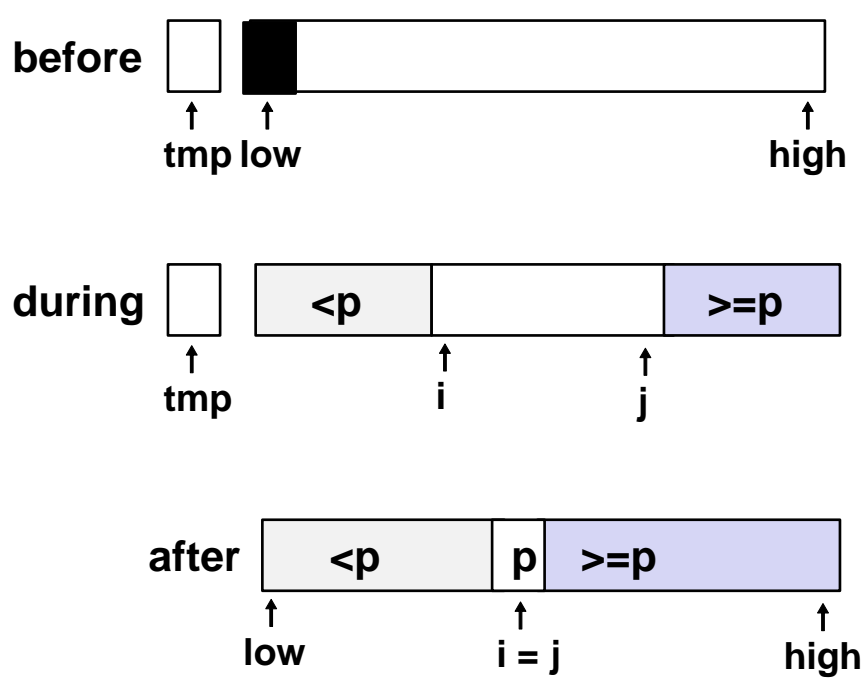 before
tmp low high
during <p >=p
tmp i j
after <p p >=p
low i = j high